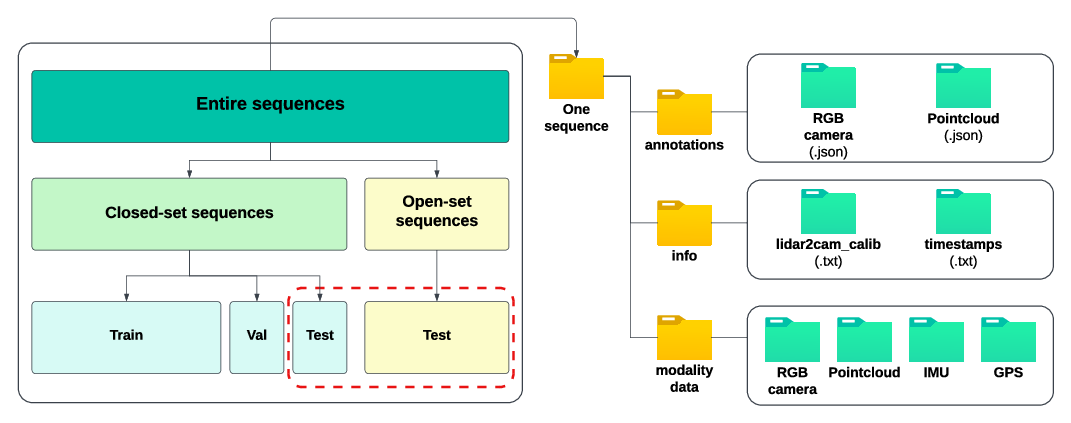 Entire sequences
Closed-set sequences
Open-set
sequences
Train
Val
Test
Test
One
sequence
annotations
RGB
camera
(.json)
Pointcloud
(.json)
info
lidar2cam_calib
(.txt)
timestamps
(.txt)
modality
data
RGB
camera
Pointcloud
IMU
GPS